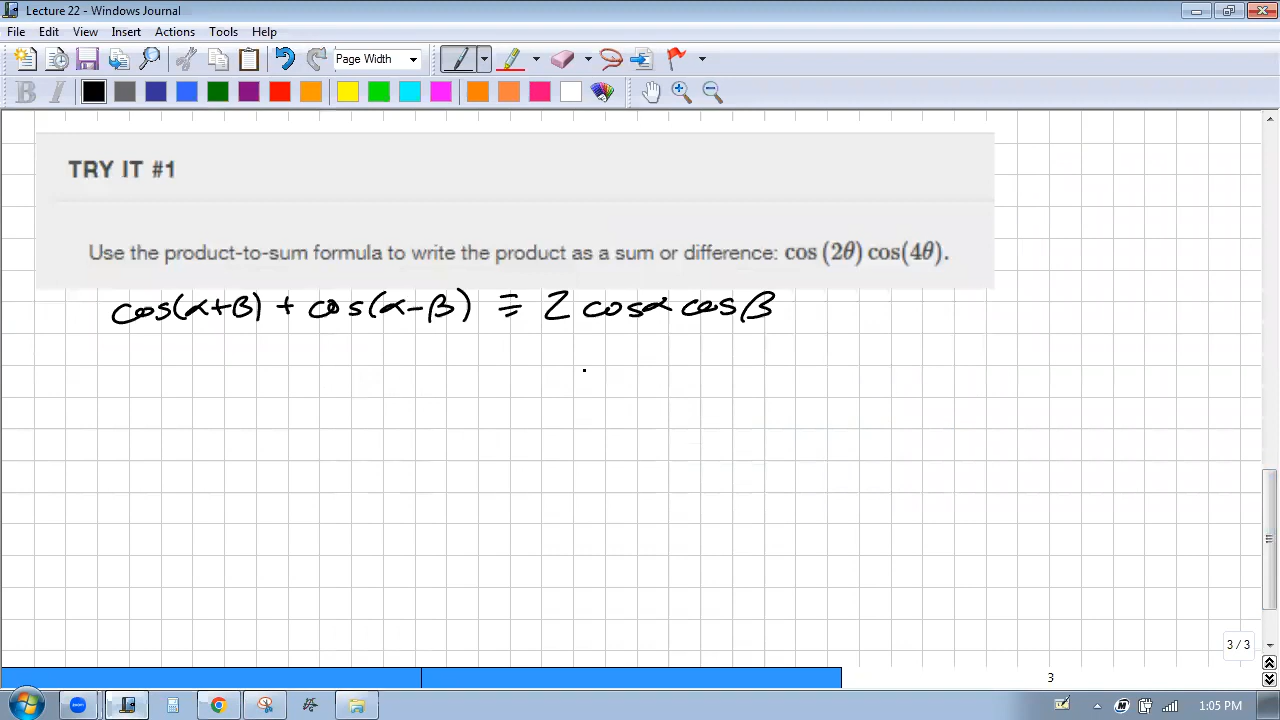 Lecture 22 - Windows Journal
File Edit View Insert Actions Tools Help
Page Width
B I
TRY IT #1
Use the product-to-sum formula to write the product as a sum or difference: cos (2θ) cos(4θ).
cos(α+β) + cos(α-β) ≡ 2 cosα cosβ
3 / 3
3
1:05 PM